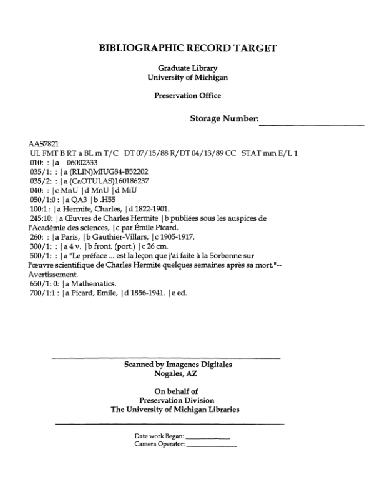 BIBLIOGRAPHIC RECORD TARGET
Graduate Library
University of Michigan
Preservation Office
Storage Number:
AAS7821
UL FMT B RT a BL m T/C DT 07/15/88 R/DT 04/13/89 CC STAT mm E/L 1
010: : |a 06002333
035/1: : |a (RLIN)MIUG84-B52202
035/2: : |a (CaOTULAS)160186237
040: |c MnU |d MnU |d MiU
050/1:0 : |a QA3 |b .H55
100:1 : |a Hermite, Charles, |d 1822-1901.
245:10: |a Œuvres de Charles Hermite |b publiées sous les auspices de
l'Académie des sciences, |c par Émile Picard.
260: : |a Paris, |b Gauthier-Villars, |c 1905-1917.
300/1: : |a 4 v. |b front. (port.) |c 26 cm.
500/1: : |a "Le préface ... est la leçon que j'ai faite à la Sorbonne sur
l'œuvre scientifique de Charles Hermite quelques semaines après sa mort."--
Avertissement.
650/1: 0: |a Mathematics.
700/1:1 : |a Picard, Emile, |d 1856-1941. |e ed.
Scanned by Imagenes Digitales
Nogales, AZ
On behalf of
Preservation Division
The University of Michigan Libraries
Date work Began:
Camera Operator: